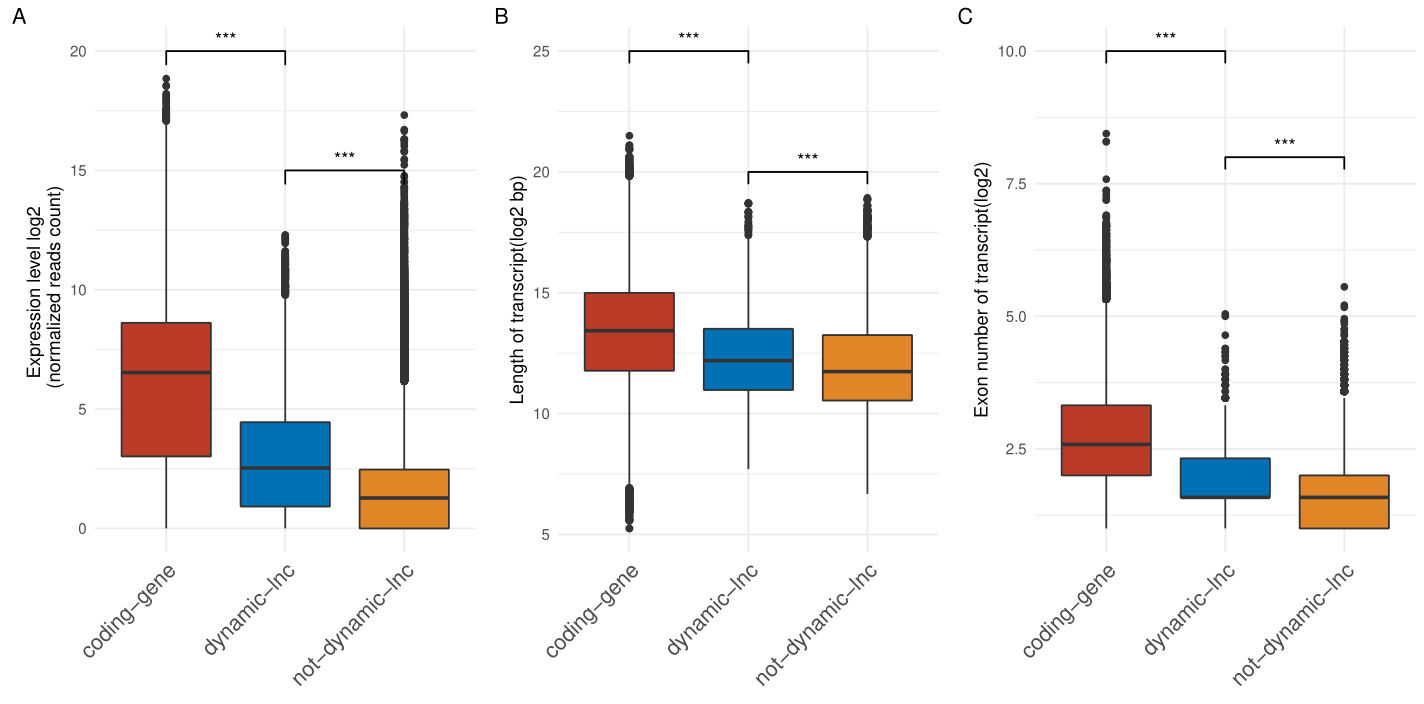 A
Expression level log2
(normalized reads count)
20
15
10
5
0
***
***
coding−gene
dynamic−lnc
not−dynamic−lnc
B
Length of transcript(log2 bp)
25
20
15
10
5
***
***
coding−gene
dynamic−lnc
not−dynamic−lnc
C
Exon number of transcript(log2)
10.0
7.5
5.0
2.5
***
***
coding−gene
dynamic−lnc
not−dynamic−lnc